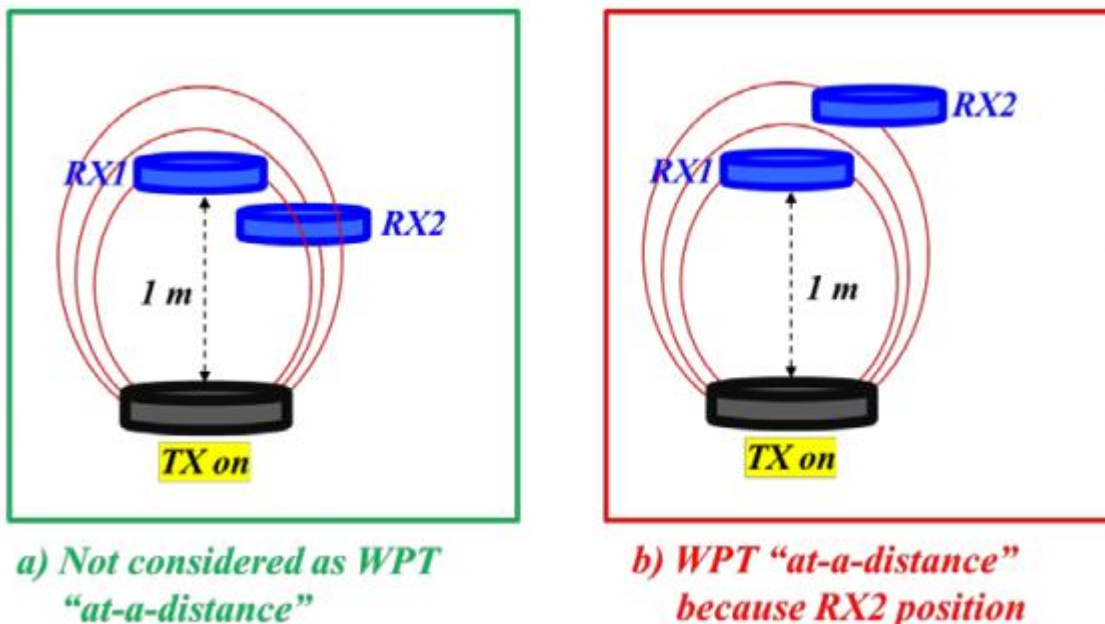 RX1
RX2
1 m
TX on
a) Not considered as WPT
“at-a-distance”
RX2
RX1
1 m
TX on
b) WPT “at-a-distance”
because RX2 position